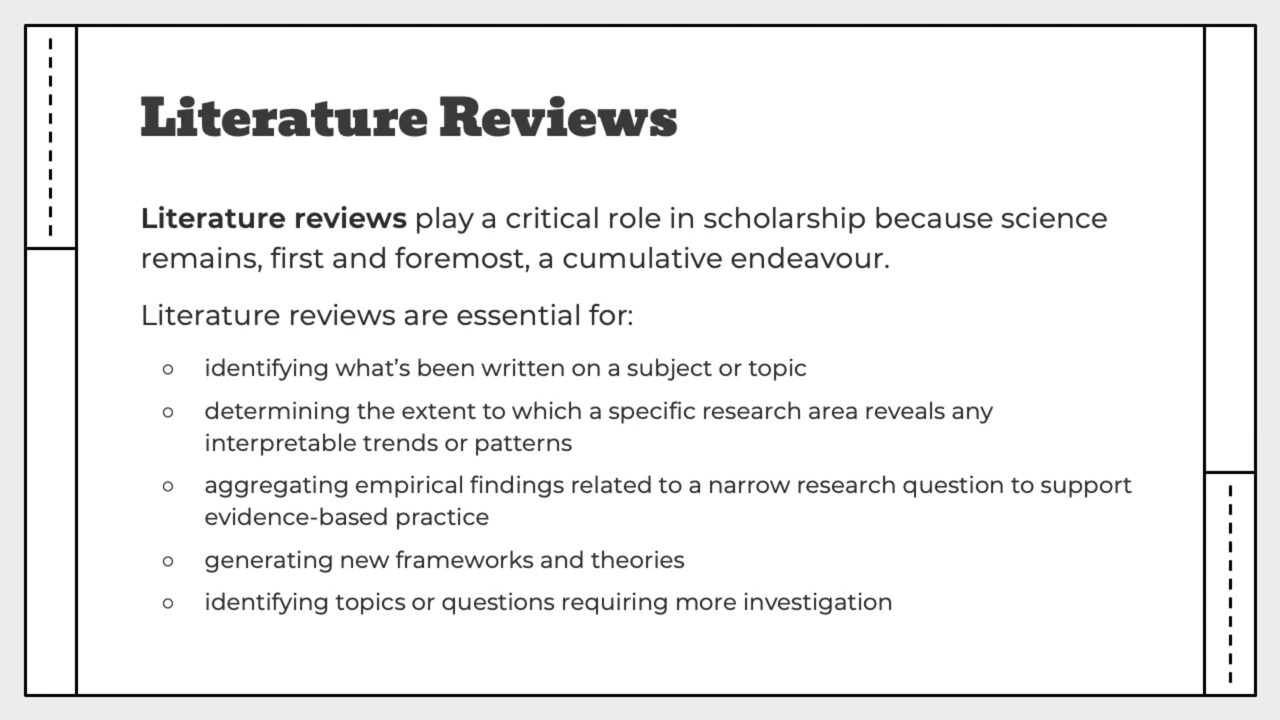 Literature Reviews
Literature reviews play a critical role in scholarship because science
remains, first and foremost, a cumulative endeavour.
Literature reviews are essential for:
○ identifying what’s been written on a subject or topic
○ determining the extent to which a specific research area reveals any
interpretable trends or patterns
○ aggregating empirical findings related to a narrow research question to support
evidence-based practice
○ generating new frameworks and theories
○ identifying topics or questions requiring more investigation